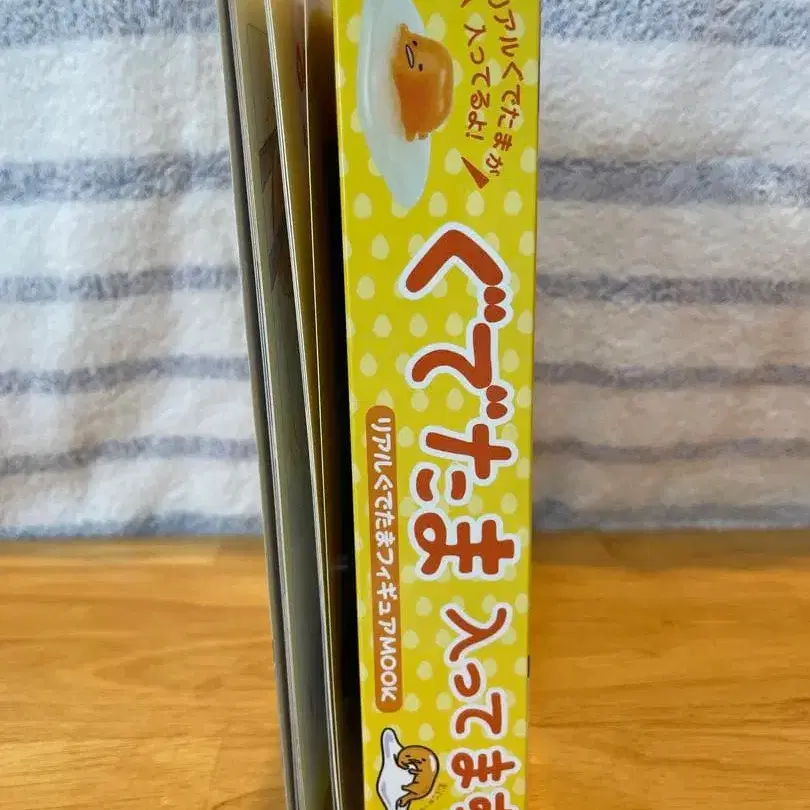 リアルぐでたまが
入ってるよ!
ぐでたま 入ってます
リアルぐでたまフィギュアMOOK